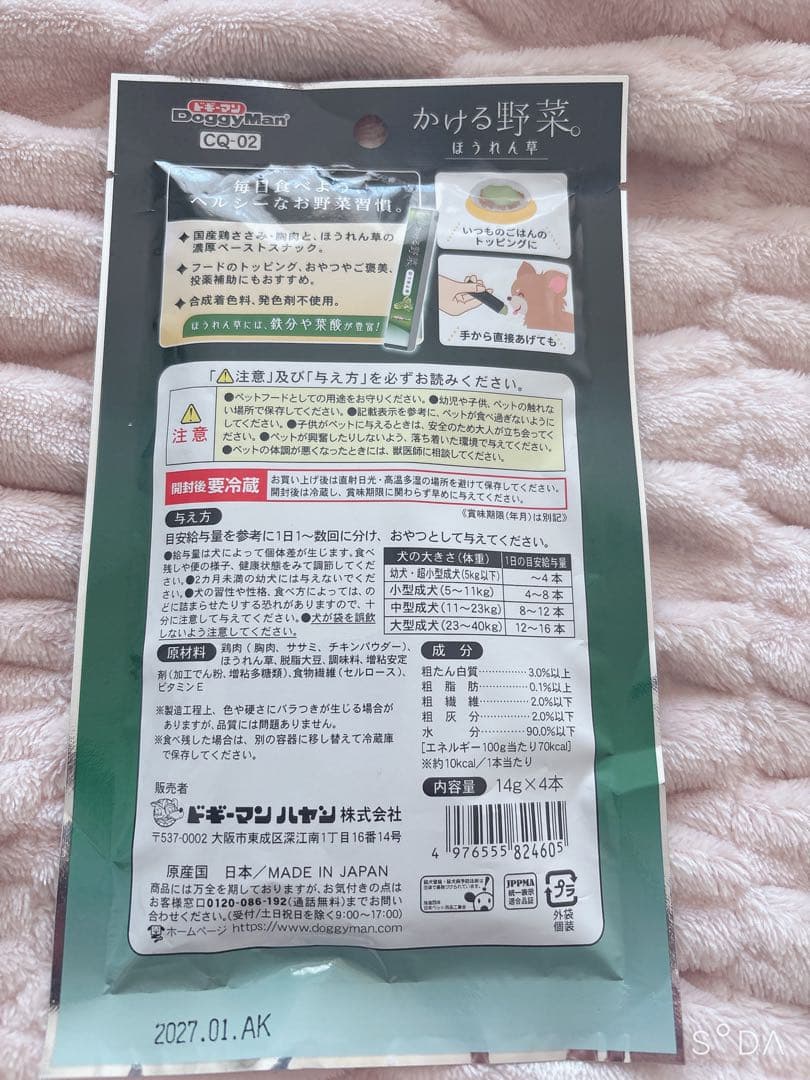 ドギーマン
DoggyMan
CQ-02
かける野菜。
ほうれん草
毎日食べよう、
ヘルシーなお野菜習慣。
✦国産鶏ささみ・胸肉と、ほうれん草の
濃厚ペーストスナック。
✦フードのトッピング、おやつやご褒美、
投薬補助にもおすすめ。
✦合成着色料、発色剤不使用。
ほうれん草には、鉄分や葉酸が豊富!
かける野菜
いつものごはんの
トッピングに
手から直接あげても
「⚠注意」及び「与え方」を必ずお読みください。
注意
●ペットフードとしての用途をお守りください。●幼児や子供、ペットの触れな
い場所で保存してください。●記載表示を参考に、ペットが食べ過ぎないように
してください。●子供がペットに与えるときは、安全のため大人が立ち会ってく
ださい。●ペットが興奮したりしないよう、落ち着いた環境で与えてください。
●ペットの体調が悪くなったときには、獣医師に相談してください。
開封後要冷蔵
お買い上げ後は直射日光・高温多湿の場所を避けて保存してください。
開封後は冷蔵し、賞味期限に関わらず早めに与えてください。
《賞味期限(年月)は別記》
与え方
目安給与量を参考に1日1〜数回に分け、おやつとして与えてください。
●給与量は犬によって個体差が生じます。食べ
残しや便の様子、健康状態をみて調節してくだ
さい。●2カ月未満の幼犬には与えないでくだ
さい。●犬の習性や性格、食べ方によっては、の
どに詰まらせたりする恐れがありますので、十
分に注意して与えてください。●犬が袋を誤飲
しないよう注意してください。
犬の大きさ(体重) 1日の目安給与量
幼犬・超小型成犬(5kg以下) 〜4本
小型成犬(5〜11kg) 4〜8本
中型成犬(11〜23kg) 8〜12本
大型成犬(23〜40kg) 12〜16本
原材料 鶏肉(胸肉、ササミ、チキンパウダー)、
ほうれん草、脱脂大豆、調味料、増粘安定
剤(加工でん粉、増粘多糖類)、食物繊維(セルロース)、
ビタミンE
※製造工程上、色や硬さにバラつきが生じる場合が
ありますが、品質には問題ありません。
※食べ残した場合は、別の容器に移し替えて冷蔵庫
で保存してください。
成分
粗たん白質 3.0%以上
粗脂肪 0.1%以上
粗繊維 2.0%以下
粗灰分 2.0%以下
水分 90.0%以下
[エネルギー100g当たり70kcal]
※約10kcal/1本当たり
内容量 14g×4本
販売者
ドギーマンハヤシ株式会社
〒537-0002 大阪市東成区深江南1丁目16番14号
4 976555 824605
原産国 日本/MADE IN JAPAN
商品には万全を期しておりますが、お気付きの点は
お客様窓口0120-086-192(通話無料)までお問い
合わせください。(受付/土日祝日を除く9:00〜17:00)
ホームページ https://www.doggyman.com
JPPMA
統一表示
適合品証
プラ
外袋
個装
2027.01.AK
SODA